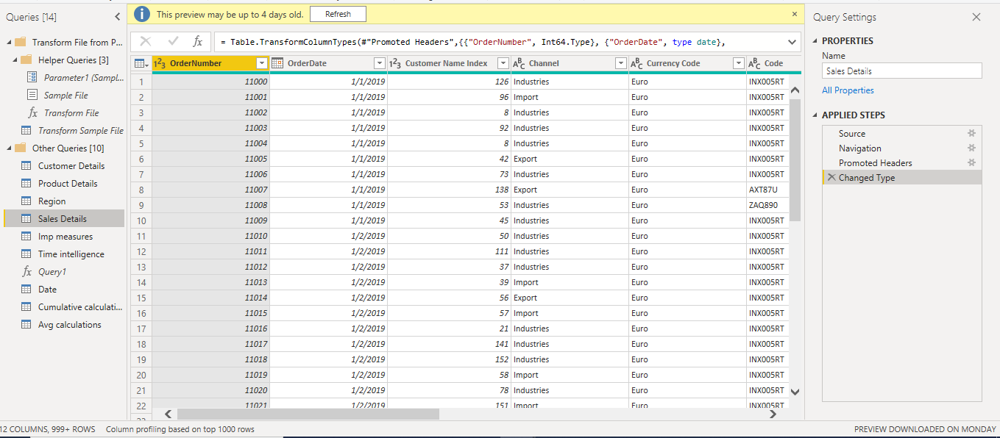 Queries [14]
This preview may be up to 4 days old.
Refresh
Query Settings
Transform File from P...
Helper Queries [3]
Parameter1 (Sampl...
Sample File
Transform File
Transform Sample File
Other Queries [10]
Customer Details
Product Details
Region
Sales Details
Imp measures
Time intelligence
Query1
Date
Cumulative calculati...
Avg calculations
= Table.TransformColumnTypes(#"Promoted Headers",{{"OrderNumber", Int64.Type}, {"OrderDate", type date},
OrderNumber OrderDate Customer Name Index Channel Currency Code Code
1 11000 1/1/2019 126 Industries Euro INX005RT
2 11001 1/1/2019 96 Import Euro INX005RT
3 11002 1/1/2019 8 Industries Euro INX005RT
4 11003 1/1/2019 92 Industries Euro INX005RT
5 11004 1/1/2019 8 Industries Euro INX005RT
6 11005 1/1/2019 42 Export Euro INX005RT
7 11006 1/1/2019 73 Industries Euro INX005RT
8 11007 1/1/2019 138 Export Euro AXT87U
9 11008 1/1/2019 53 Industries Euro ZAQ890
10 11009 1/1/2019 45 Industries Euro INX005RT
11 11010 1/2/2019 50 Industries Euro INX005RT
12 11011 1/2/2019 111 Industries Euro INX005RT
13 11012 1/2/2019 37 Industries Euro INX005RT
14 11013 1/2/2019 39 Import Euro INX005RT
15 11014 1/2/2019 56 Export Euro INX005RT
16 11015 1/2/2019 57 Import Euro INX005RT
17 11016 1/2/2019 21 Industries Euro INX005RT
18 11017 1/2/2019 141 Industries Euro INX005RT
19 11018 1/2/2019 152 Industries Euro INX005RT
20 11019 1/2/2019 58 Import Euro INX005RT
21 11020 1/2/2019 78 Industries Euro INX005RT
22 11021 1/2/2019 151 Import Euro INX005RT
PROPERTIES
Name
Sales Details
All Properties
APPLIED STEPS
Source
Navigation
Promoted Headers
Changed Type
12 COLUMNS, 999+ ROWS
Column profiling based on top 1000 rows
PREVIEW DOWNLOADED ON MONDAY